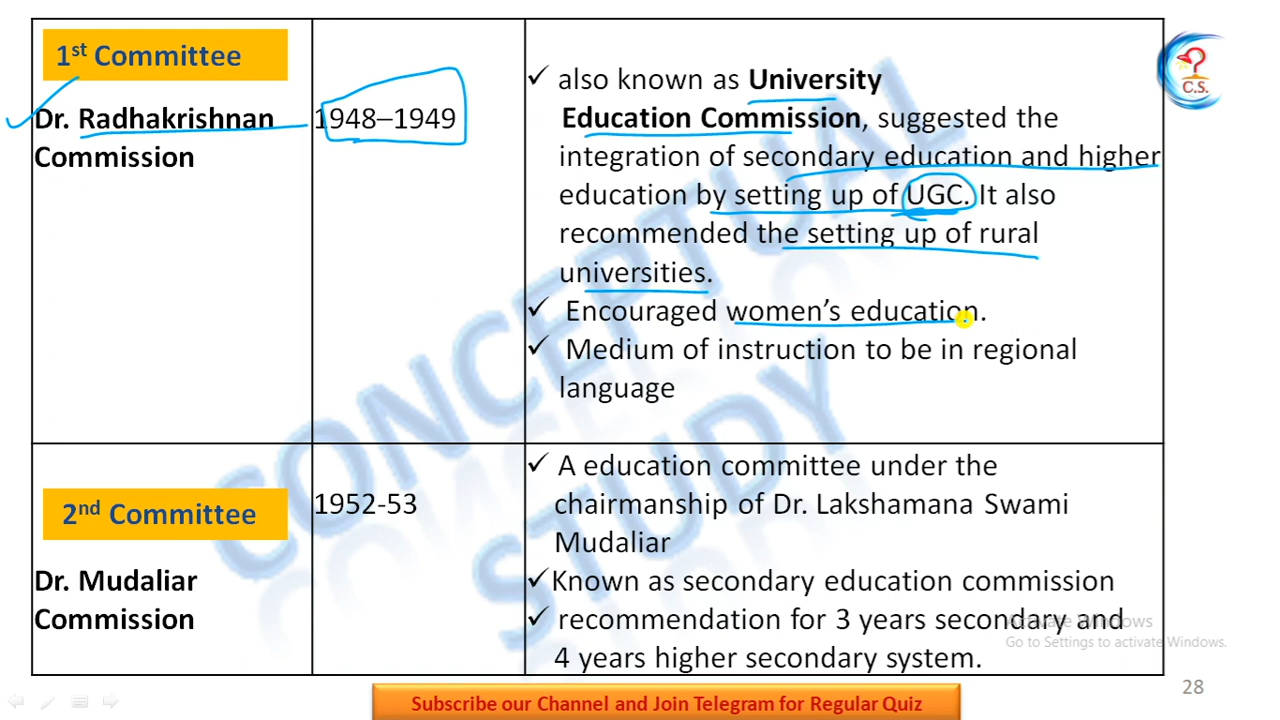 1st Committee
Dr. Radhakrishnan
Commission
1948–1949
✓ also known as University
Education Commission, suggested the
integration of secondary education and higher
education by setting up of UGC. It also
recommended the setting up of rural
universities.
✓ Encouraged women's education.
✓ Medium of instruction to be in regional
language
2nd Committee
Dr. Mudaliar
Commission
1952-53
✓ A education committee under the
chairmanship of Dr. Lakshamana Swami
Mudaliar
✓Known as secondary education commission
✓ recommendation for 3 years secondary and
4 years higher secondary system.
C.S.
CONCEPTUAL
STUDY
Activate Windows
Go to Settings to activate Windows.
28
Subscribe our Channel and Join Telegram for Regular Quiz